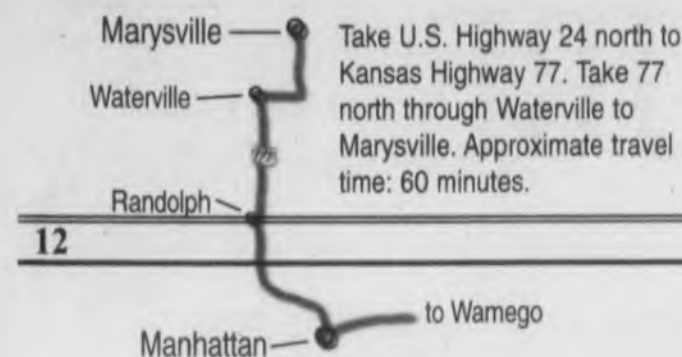 Marysville
Take U.S. Highway 24 north to
Kansas Highway 77. Take 77
north through Waterville to
Marysville. Approximate travel
time: 60 minutes.
Waterville
77
Randolph
12
to Wamego
Manhattan